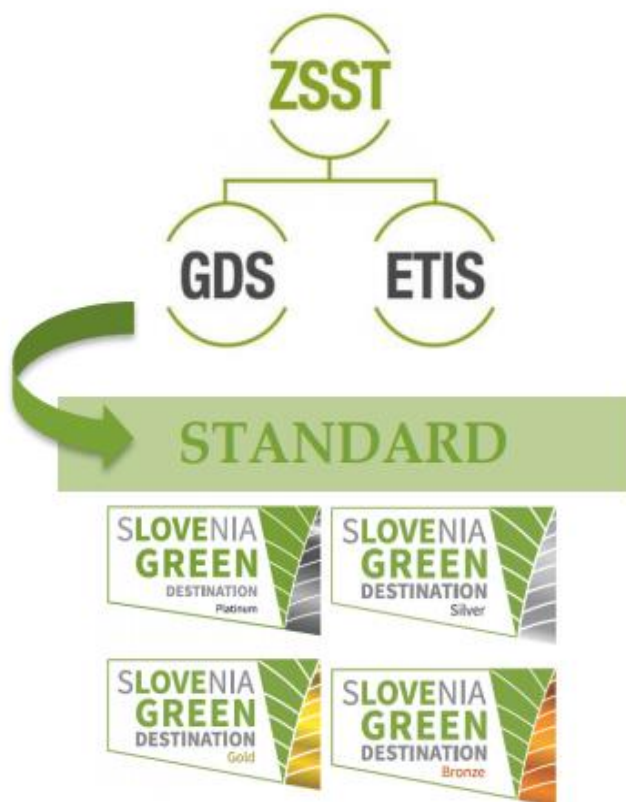 ZSST
GDS
ETIS
STANDARD
SLOVENIA
GREEN
DESTINATION
Platinum
SLOVENIA
GREEN
DESTINATION
Silver
SLOVENIA
GREEN
DESTINATION
Gold
SLOVENIA
GREEN
DESTINATION
Bronze